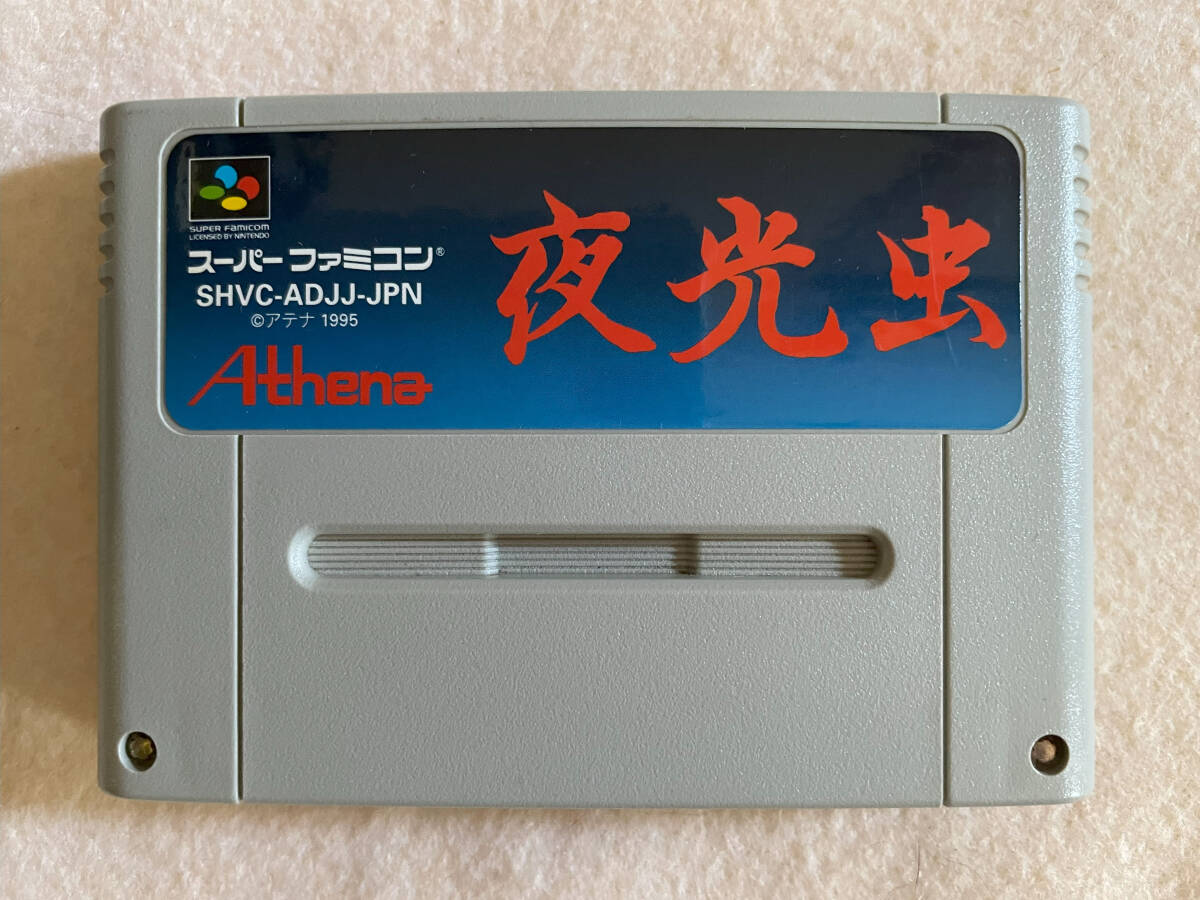 SUPER FAMICOM
LICENSED BY NINTENDO
スーパーファミコン®
SHVC-ADJJ-JPN
©アテナ 1995
Athena
夜光虫